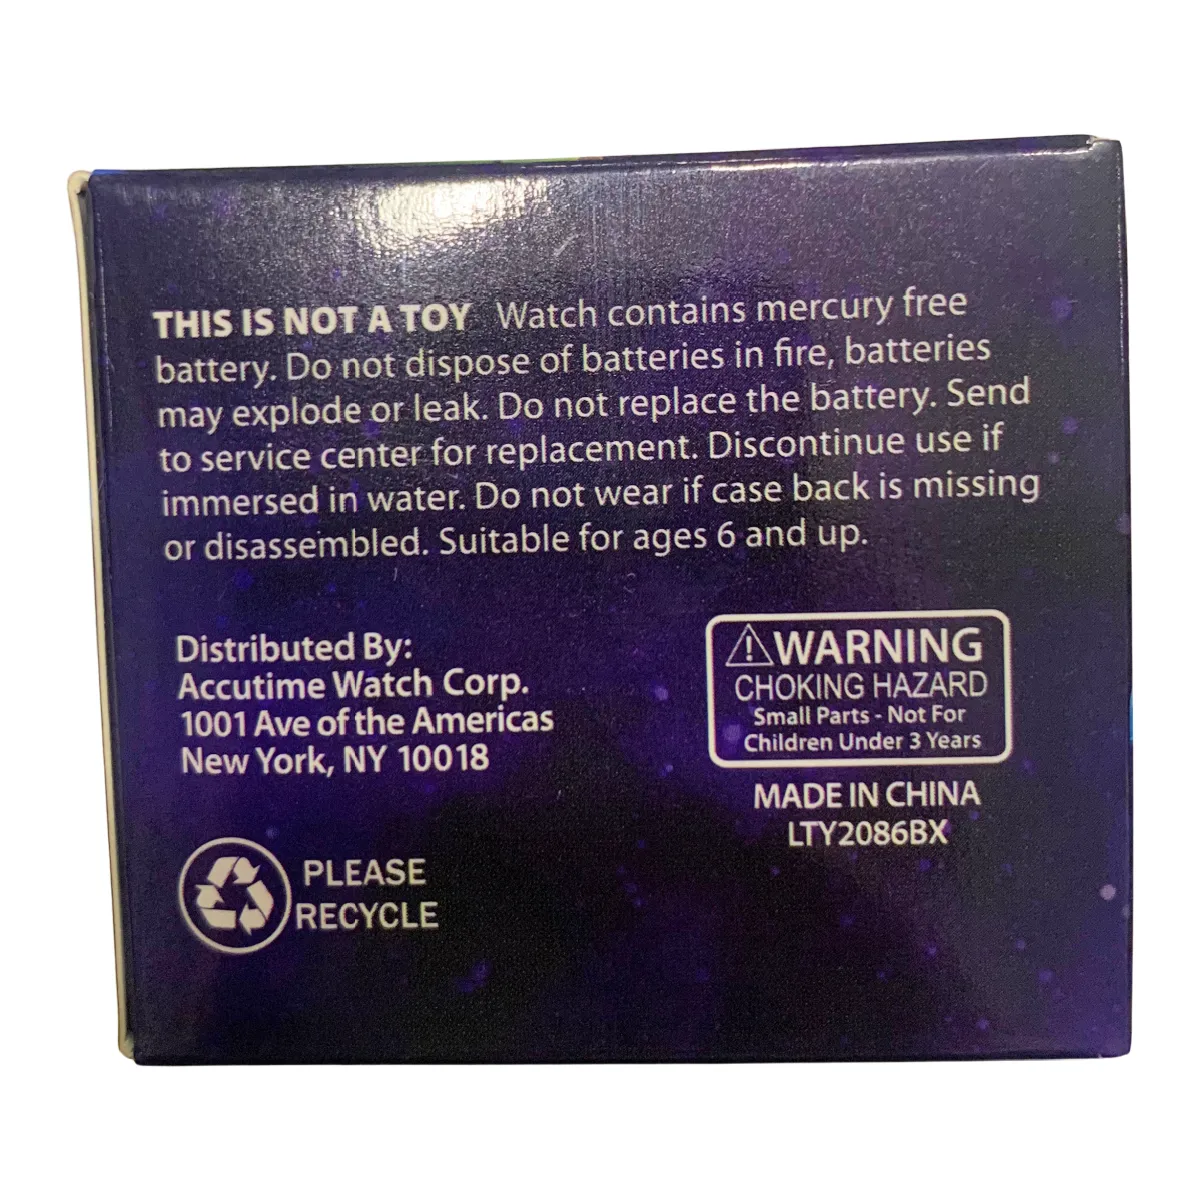 THIS IS NOT A TOY Watch contains mercury free
battery. Do not dispose of batteries in fire, batteries
may explode or leak. Do not replace the battery. Send
to service center for replacement. Discontinue use if
immersed in water. Do not wear if case back is missing
or disassembled. Suitable for ages 6 and up.
Distributed By:
Accutime Watch Corp.
1001 Ave of the Americas
New York, NY 10018
WARNING
CHOKING HAZARD
Small Parts - Not For
Children Under 3 Years
MADE IN CHINA
LTY2086BX
PLEASE
RECYCLE